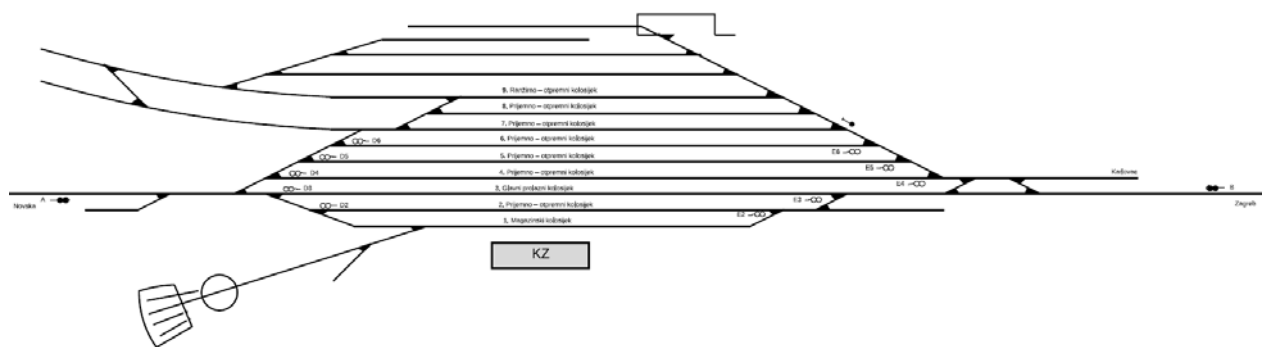 9. Ranžirno – otpremni kolosijek
8. Prijemno – otpremni kolosijek
7. Prijemno – otpremni kolosijek
D6
6. Prijemno – otpremni kolosijek
E6
D5
5. Prijemno – otpremni kolosijek
E5
D4
4. Prijemno – otpremni kolosijek
E4
Karlovac
D3
3. Glavni prolazni kolosijek
A
B
Novska
D2
2. Prijemno – otpremni kolosijek
E3
Zagreb
E2
1. Magazinski kolosijek
KZ